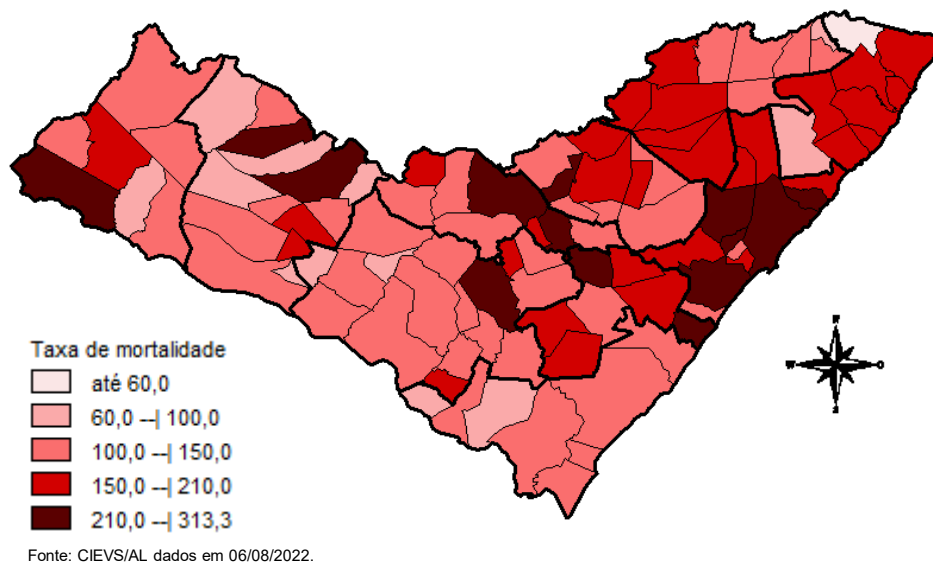 Taxa de mortalidade
até 60,0
60,0 --| 100,0
100,0 --| 150,0
150,0 --| 210,0
210,0 --| 313,3
Fonte: CIEVS/AL dados em 06/08/2022.